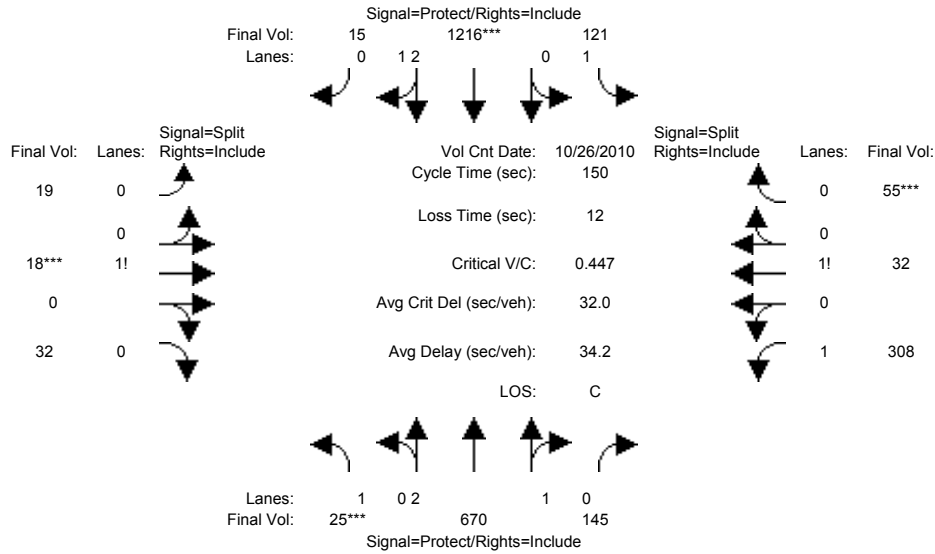 Signal=Protect/Rights=Include
Final Vol: 15 1216*** 121
Lanes: 0 1 2 0 1
Signal=Split Signal=Split
Final Vol: Lanes: Rights=Include Vol Cnt Date: 10/26/2010 Rights=Include Lanes: Final Vol:
Cycle Time (sec): 150
19 0 0 55***
Loss Time (sec): 12
0 0
18*** 1! Critical V/C: 0.447 1! 32
0 0 Avg Crit Del (sec/veh): 32.0 0
32 0 Avg Delay (sec/veh): 34.2 1 308
LOS: C
Lanes: 1 0 2 1 0
Final Vol: 25*** 670 145
Signal=Protect/Rights=Include